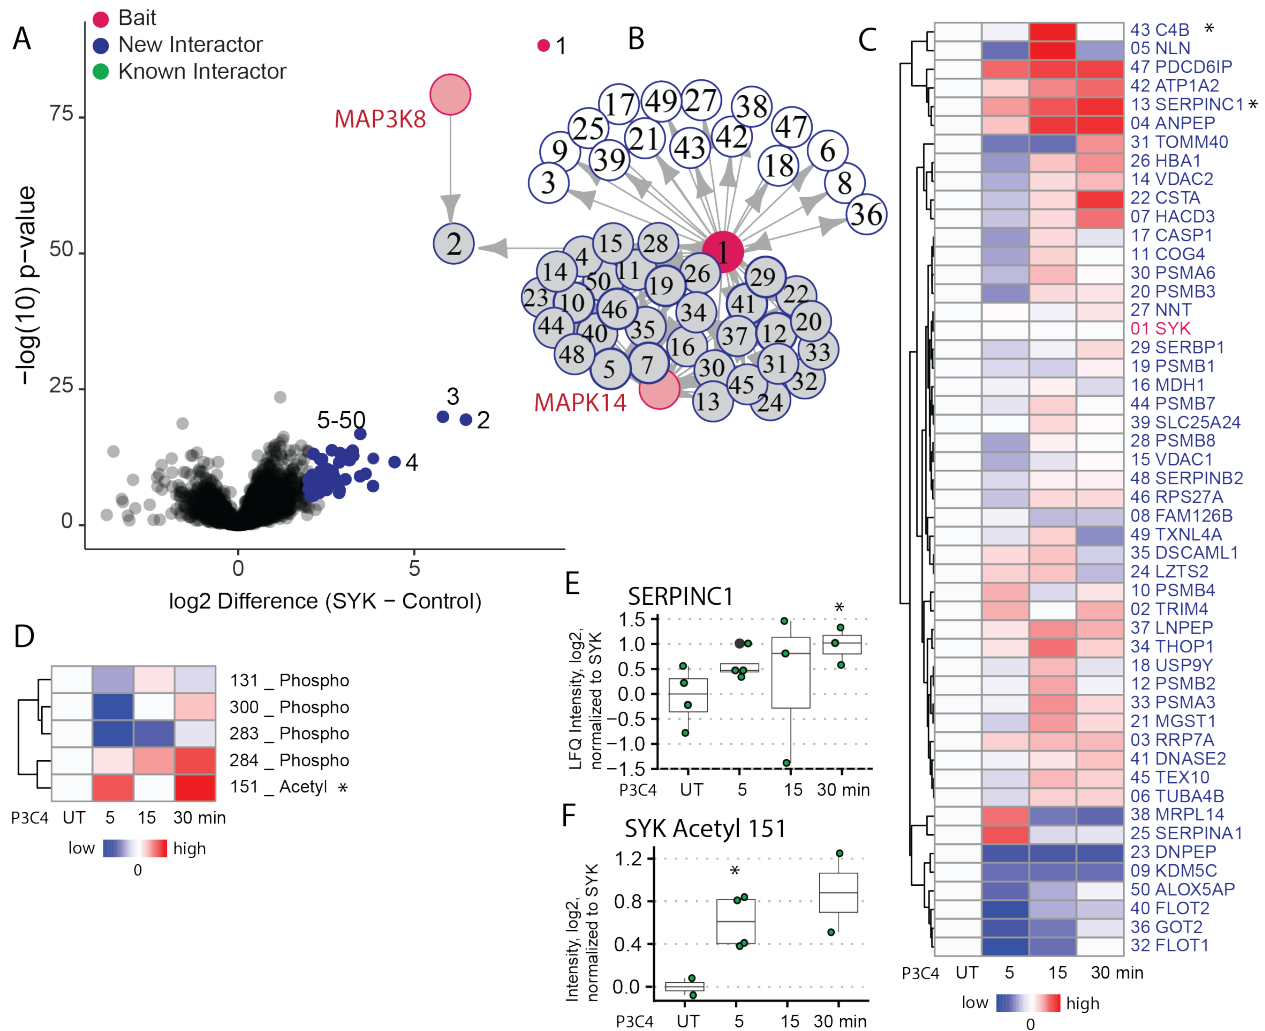 A
Bait
New Interactor
Known Interactor
1
MAP3K8
−log(10) p−value
75
50
25
0
5-50
3
2
4
0
5
log2 Difference (SYK − Control)
B
17
49
27
38
25
21
43
42
47
9
39
18
6
3
8
36
2
1
15
28
4
14
11
26
29
50
19
23
10
41
22
46
34
20
44
40
35
37
12
48
16
33
5
7
30
31
45
32
13
24
MAPK14
C
43 C4B *
05 NLN
47 PDCD6IP
42 ATP1A2
13 SERPINC1 *
04 ANPEP
31 TOMM40
26 HBA1
14 VDAC2
22 CSTA
07 HACD3
17 CASP1
11 COG4
30 PSMA6
20 PSMB3
27 NNT
01 SYK
29 SERBP1
19 PSMB1
16 MDH1
44 PSMB7
39 SLC25A24
28 PSMB8
15 VDAC1
48 SERPINB2
46 RPS27A
08 FAM126B
49 TXNL4A
35 DSCAML1
24 LZTS2
10 PSMB4
02 TRIM4
37 LNPEP
34 THOP1
18 USP9Y
12 PSMB2
33 PSMA3
21 MGST1
03 RRP7A
41 DNASE2
45 TEX10
06 TUBA4B
38 MRPL14
25 SERPINA1
23 DNPEP
09 KDM5C
50 ALOX5AP
40 FLOT2
36 GOT2
32 FLOT1
P3C4 UT 5 15 30 min
low high
0
D
131 _ Phospho
300 _ Phospho
283 _ Phospho
284 _ Phospho
151 _ Acetyl *
P3C4 UT 5 15 30 min
low high
0
E
SERPINC1
*
LFQ Intensity, log2,
normalized to SYK
1.5
1.0
0.5
0.0
−0.5
−1.0
−1.5
P3C4 UT 5 15 30 min
F
SYK Acetyl 151
*
Intensity, log2,
normalized to SYK
1.2
0.8
0.4
0.0
P3C4 UT 5 15 30 min